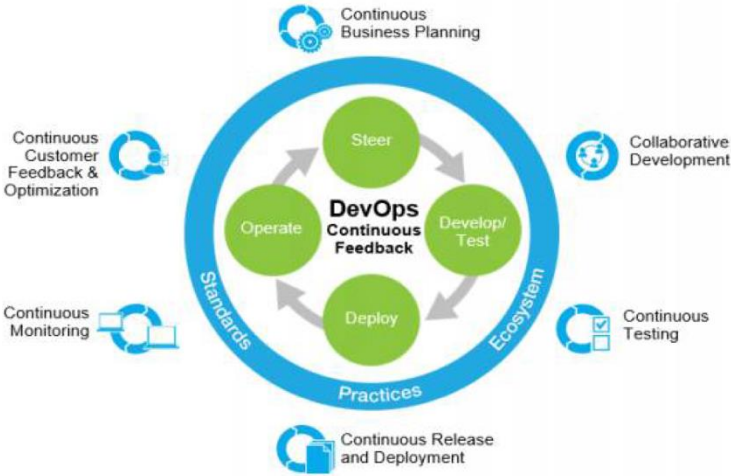 Continuous
Business Planning
Continuous
Customer
Feedback &
Optimization
Collaborative
Development
Steer
Operate
DevOps
Continuous
Feedback
Develop/
Test
Deploy
Standards
Practices
Ecosystem
Continuous
Monitoring
Continuous
Testing
Continuous Release
and Deployment